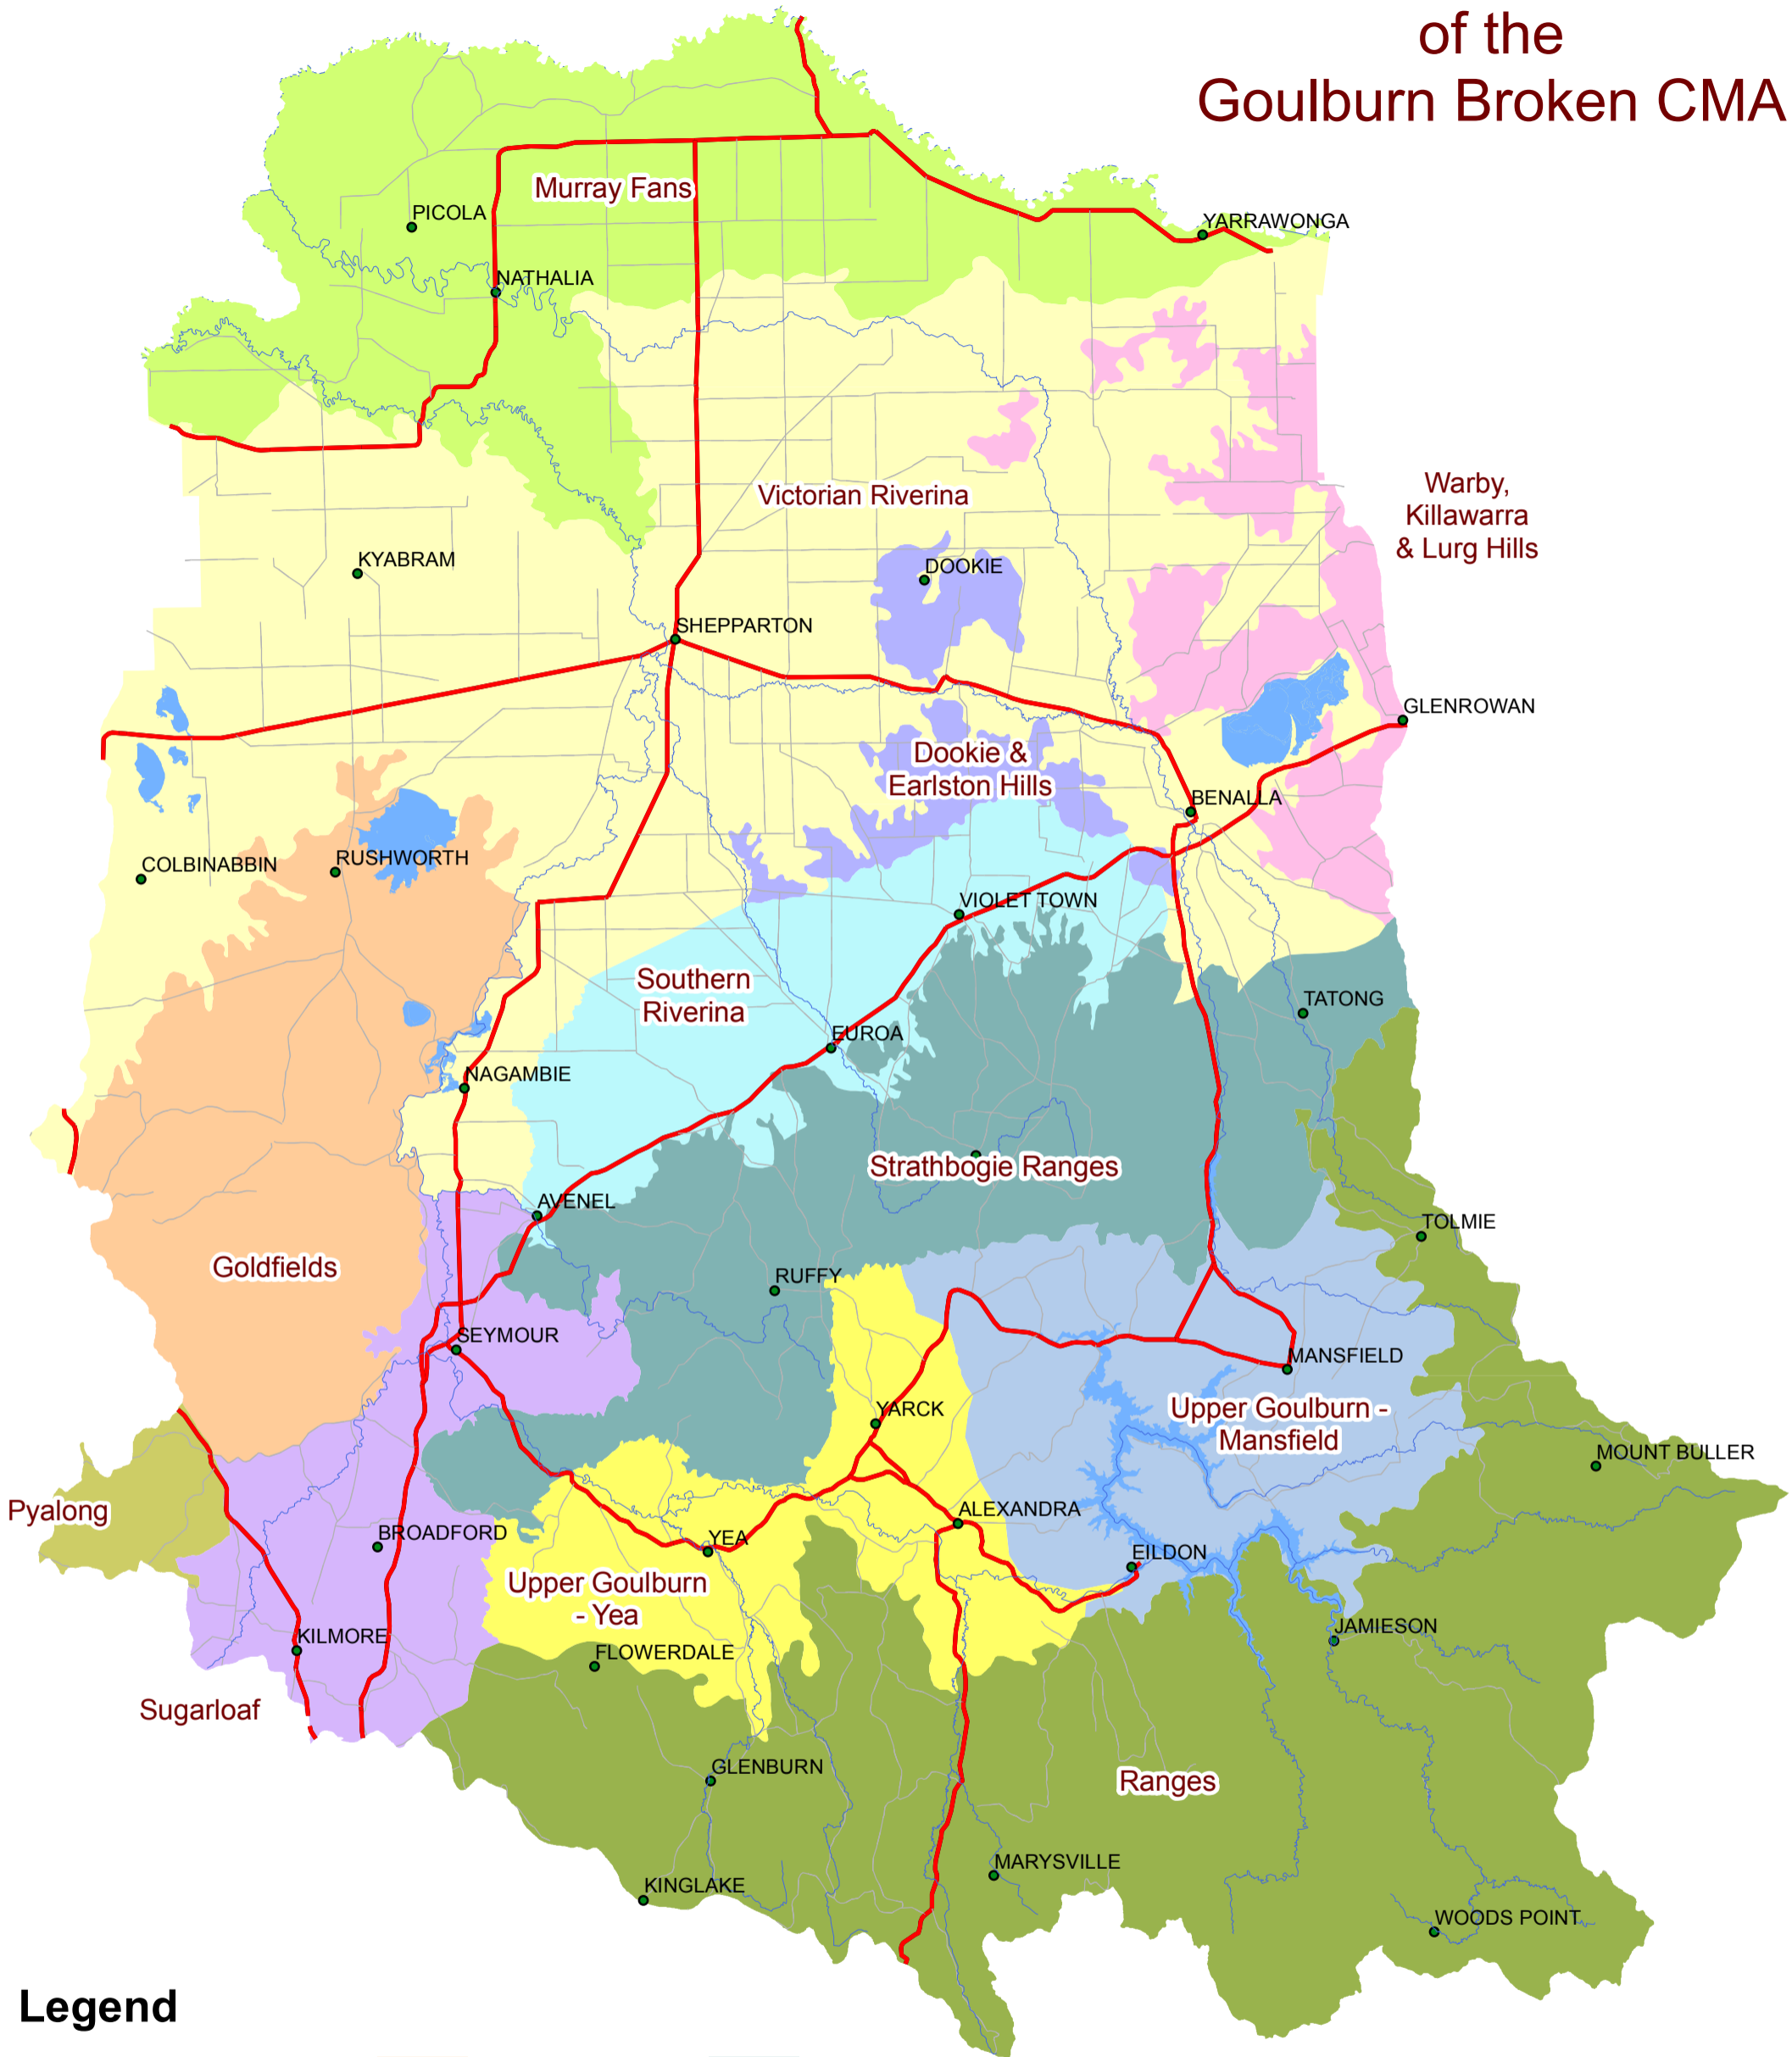 of the
Goulburn Broken CMA
Murray Fans
PICOLA
YARRAWONGA
NATHALIA
Victorian Riverina
Warby,
Killawarra
& Lurg Hills
KYABRAM
DOOKIE
SHEPPARTON
GLENROWAN
Dookie &
Earlston Hills
BENALLA
COLBINABBIN
RUSHWORTH
VIOLET TOWN
Southern
Riverina
TATONG
EUROA
NAGAMBIE
Strathbogie Ranges
AVENEL
TOLMIE
Goldfields
RUFFY
SEYMOUR
MANSFIELD
YARCK
Upper Goulburn -
Mansfield
MOUNT BULLER
Pyalong
ALEXANDRA
BROADFORD
YEA
EILDON
Upper Goulburn
- Yea
KILMORE
JAMIESON
FLOWERDALE
Sugarloaf
GLENBURN
Ranges
MARYSVILLE
KINGLAKE
WOODS POINT
Legend